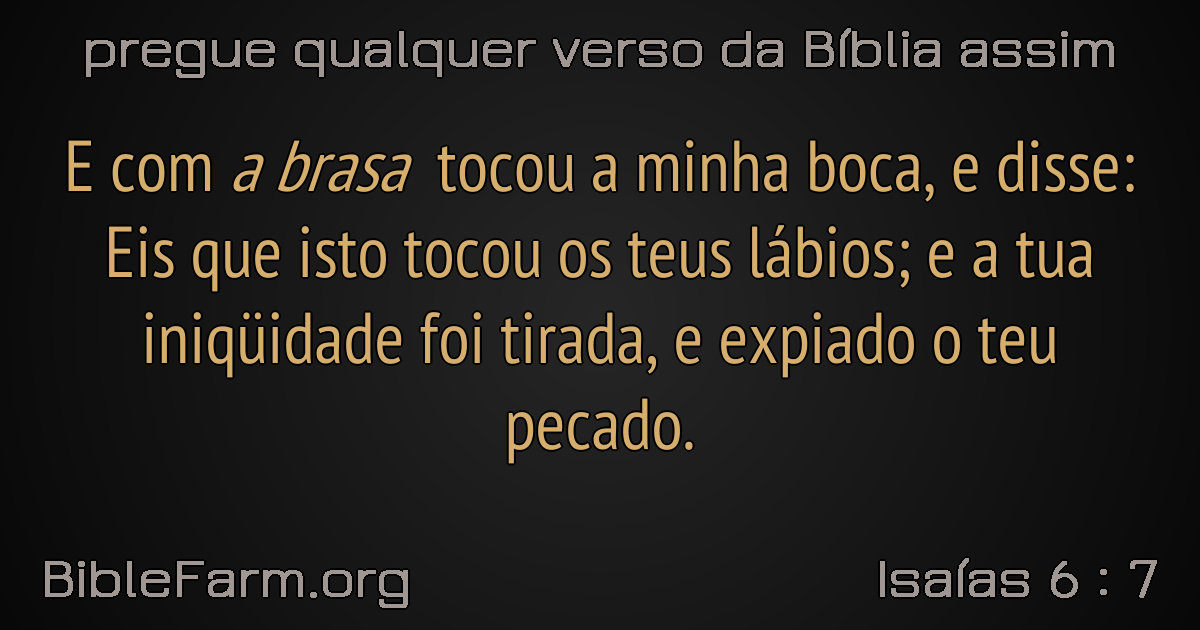 pregue qualquer verso da Bíblia assim
E com a brasa tocou a minha boca, e disse:
Eis que isto tocou os teus lábios; e a tua
iniqüidade foi tirada, e expiado o teu
pecado.
BibleFarm.org
Isaías 6 : 7